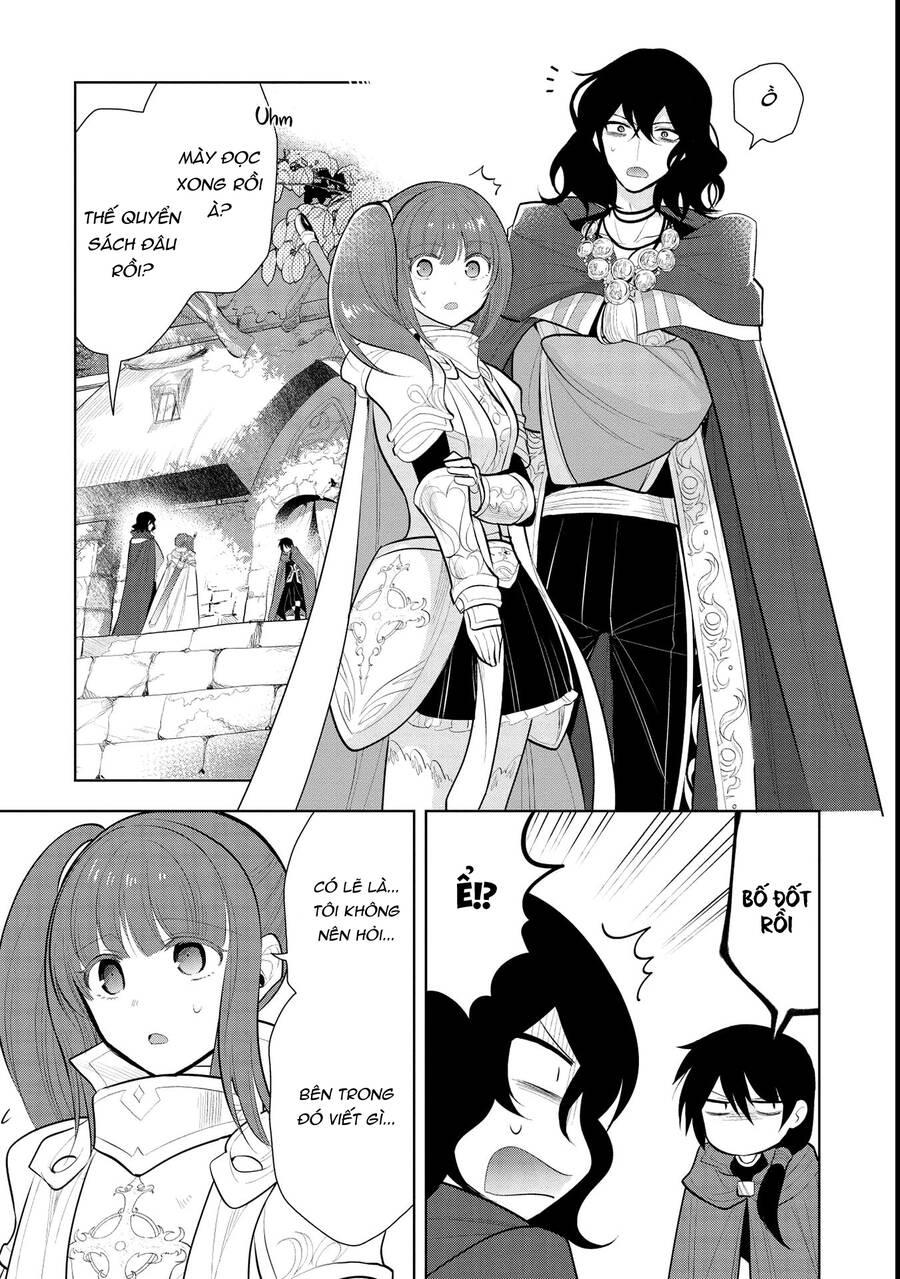 Ồ
Uhm
MÀY ĐỌC
XONG RỒI
À?
THẾ QUYỂN
SÁCH ĐÂU
RỒI?
BỐ ĐỐT
RỒI
Ể!?
CÓ LẼ LÀ...
TÔI KHÔNG
NÊN HỎI...
BÊN TRONG
ĐÓ VIẾT GÌ...